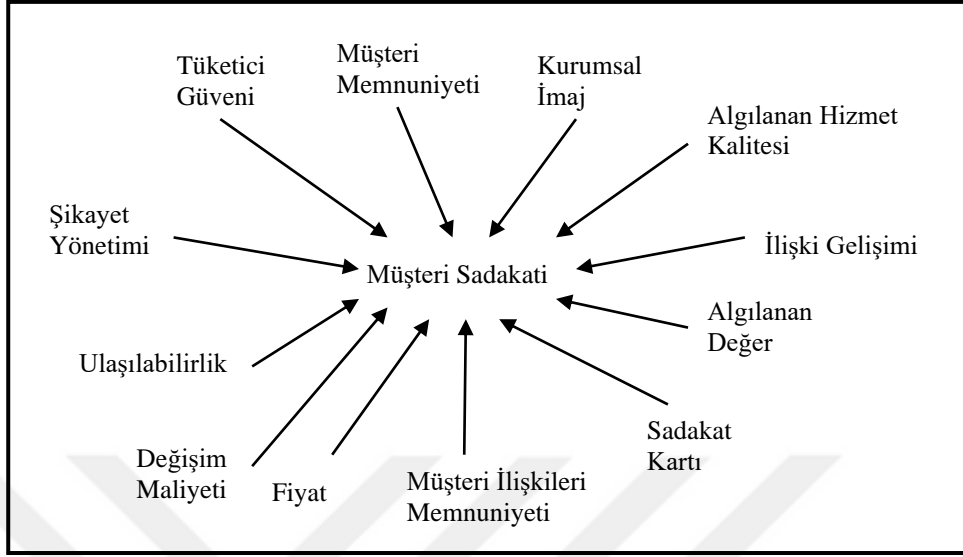 Tüketici
Güveni
Müşteri
Memnuniyeti
Kurumsal
İmaj
Algılanan Hizmet
Kalitesi
Şikayet
Yönetimi
Müşteri Sadakati
İlişki Gelişimi
Algılanan
Değer
Ulaşılabilirlik
Sadakat
Kartı
Değişim
Maliyeti
Fiyat
Müşteri İlişkileri
Memnuniyeti